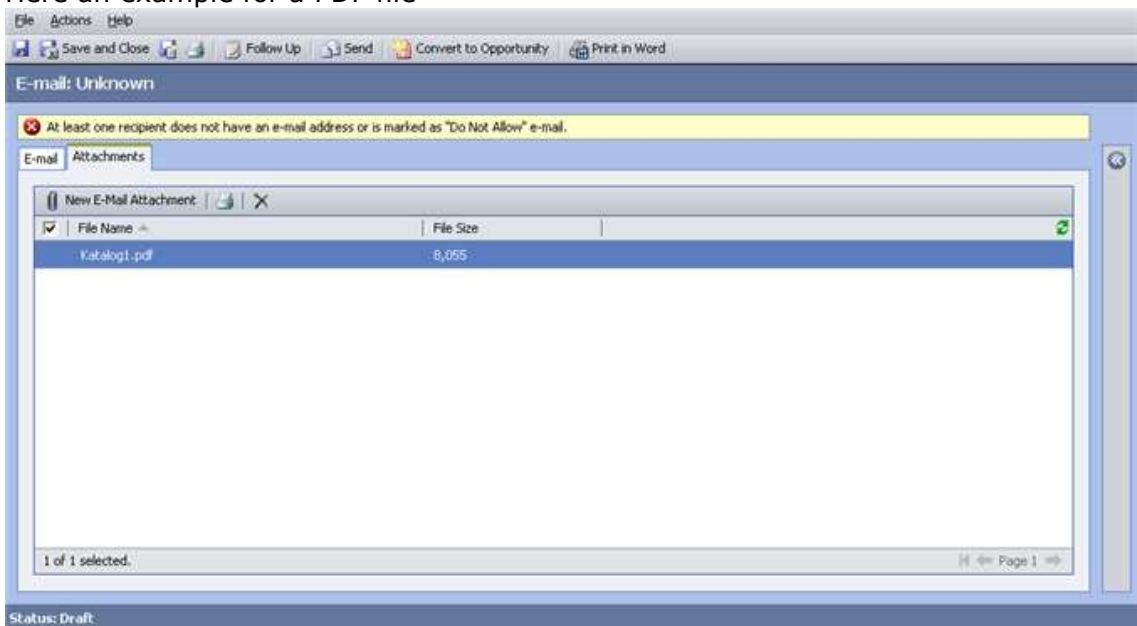 Here an example for a PDF file
File Actions Help
Save and Close Follow Up Send Convert to Opportunity Print in Word
E-mail: Unknown
At least one recipient does not have an e-mail address or is marked as "Do Not Allow" e-mail.
E-mail Attachments
New E-Mail Attachment
File Name File Size
Katalog1.pdf 8,055
1 of 1 selected. Page 1
Status: Draft